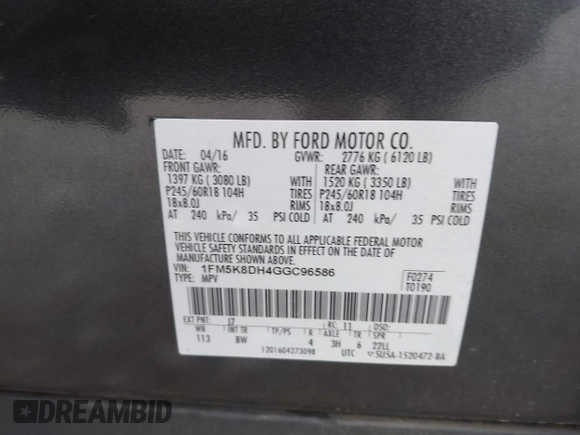 MFD. BY FORD MOTOR CO.
DATE: 04/16 GVWR: 2776 KG ( 6120 LB)
FRONT GAWR: REAR GAWR:
1397 KG ( 3080 LB) 1520 KG ( 3350 LB)
P245/60R18 104H TIRES P245/60R18 104H TIRES
18x8.0J RIMS 18x8.0J RIMS
AT 240 kPa/ 35 PSI COLD AT 240 kPa/ 35 PSI COLD
THIS VEHICLE CONFORMS TO ALL APPLICABLE FEDERAL MOTOR
VEHICLE SAFETY STANDARDS IN EFFECT ON THE DATE OF
MANUFACTURE SHOWN ABOVE.
VIN: 1FM5K8DH4GGC96586
TYPE: MPV
F0274
T0190
EXT PNT: J7 RC: 11 DSO:
WB INT TR TP/PS R AXLE TR SPR
113 BW 4 3H 6 22LL
1201604273098 UTC 5USA-1520472-BA
DREAMBID